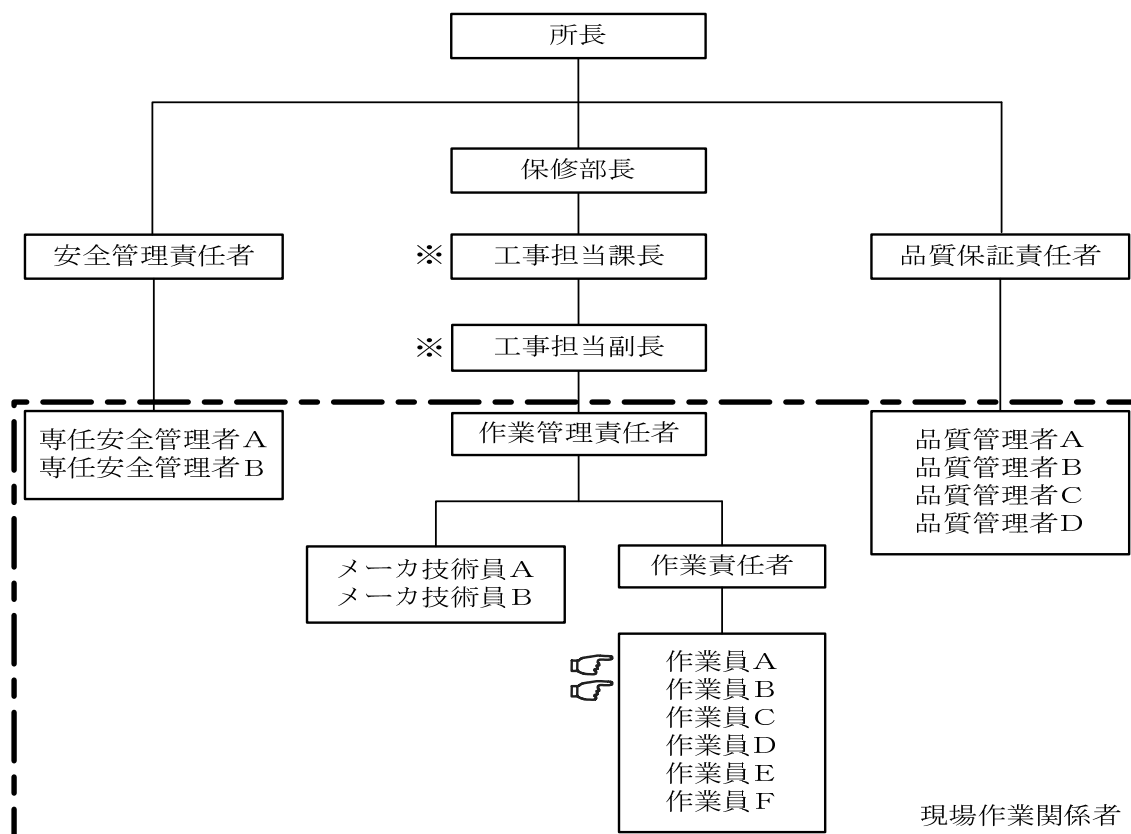 所長
保修部長
安全管理責任者
※ 工事担当課長
品質保証責任者
※ 工事担当副長
専任安全管理者A
専任安全管理者B
作業管理責任者
品質管理者A
品質管理者B
品質管理者C
品質管理者D
メーカ技術員A
メーカ技術員B
作業責任者
作業員A
作業員B
作業員C
作業員D
作業員E
作業員F
現場作業関係者